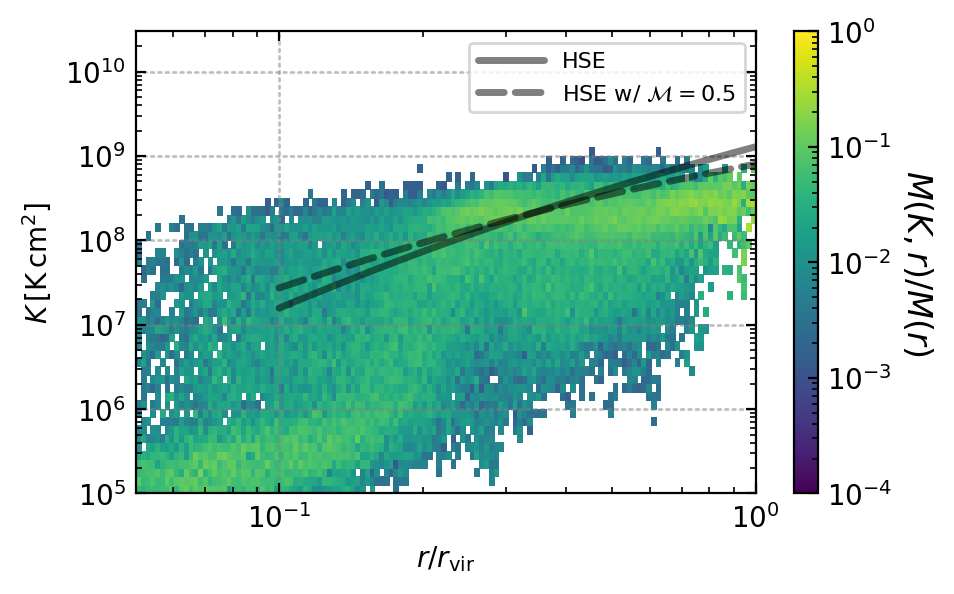 HSE
HSE w/ ℳ = 0.5
10¹⁰
10⁹
10⁸
10⁷
10⁶
10⁵
K [K cm²]
10⁻¹
10⁰
r/r_vir
10⁰
10⁻¹
10⁻²
10⁻³
10⁻⁴
M(K, r)/M(r)